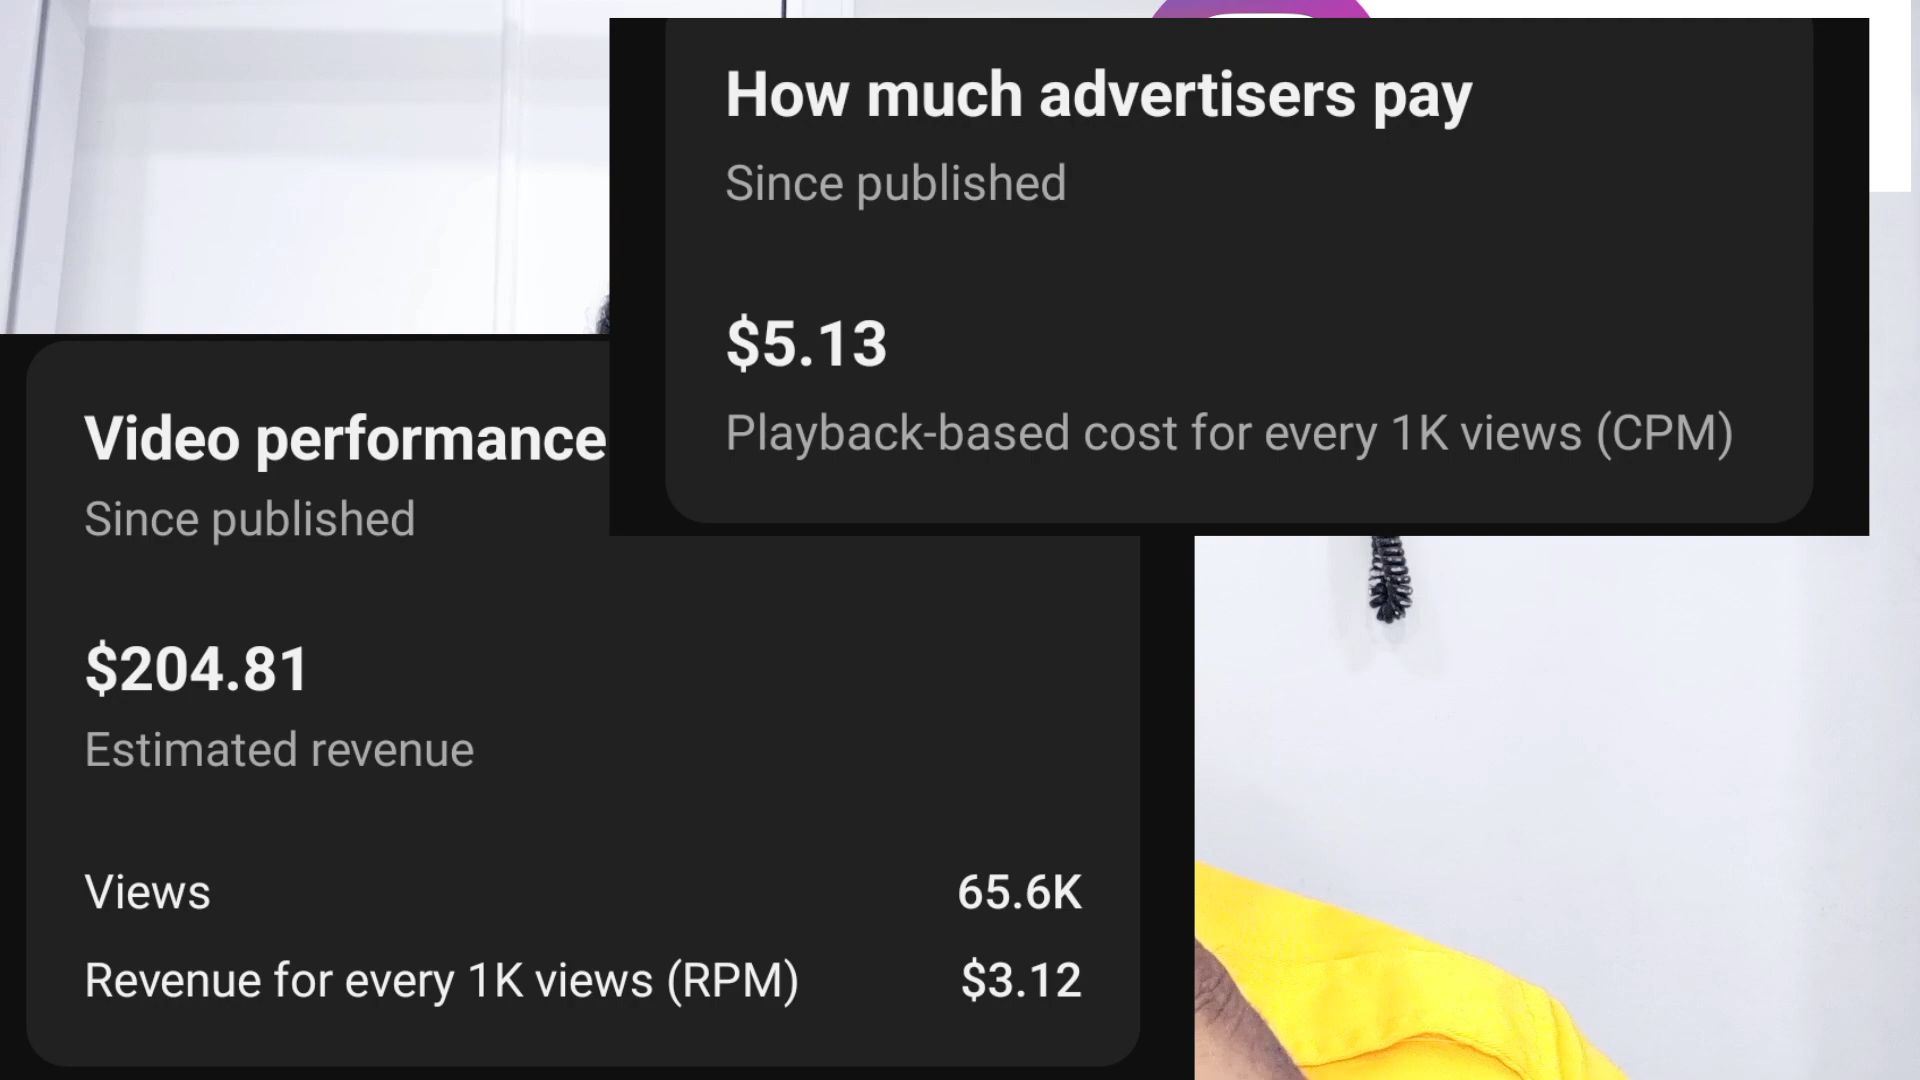 How much advertisers pay
Since published
$5.13
Playback-based cost for every 1K views (CPM)
Video performance
Since published
$204.81
Estimated revenue
Views 65.6K
Revenue for every 1K views (RPM) $3.12